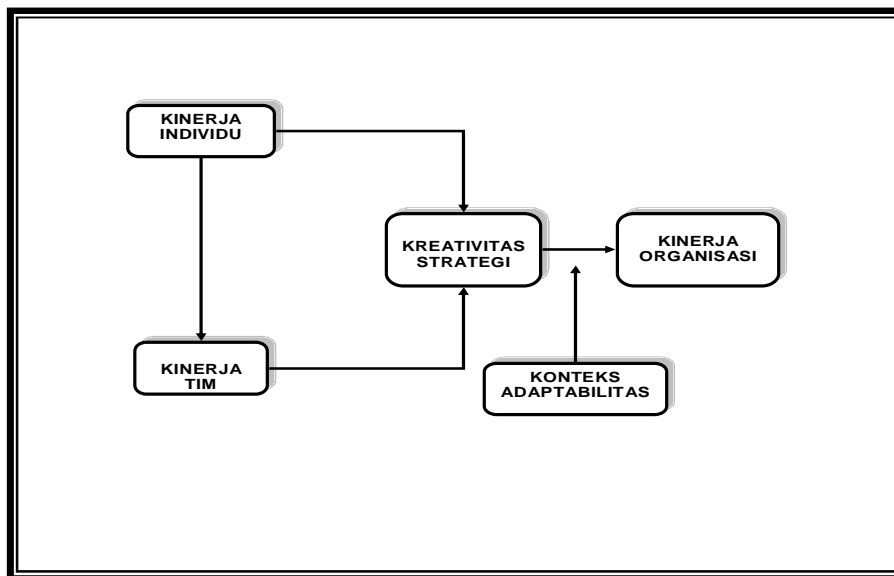 KINERJA
INDIVIDU
KREATIVITAS
STRATEGI
KINERJA
ORGANISASI
KINERJA
TIM
KONTEKS
ADAPTABILITAS